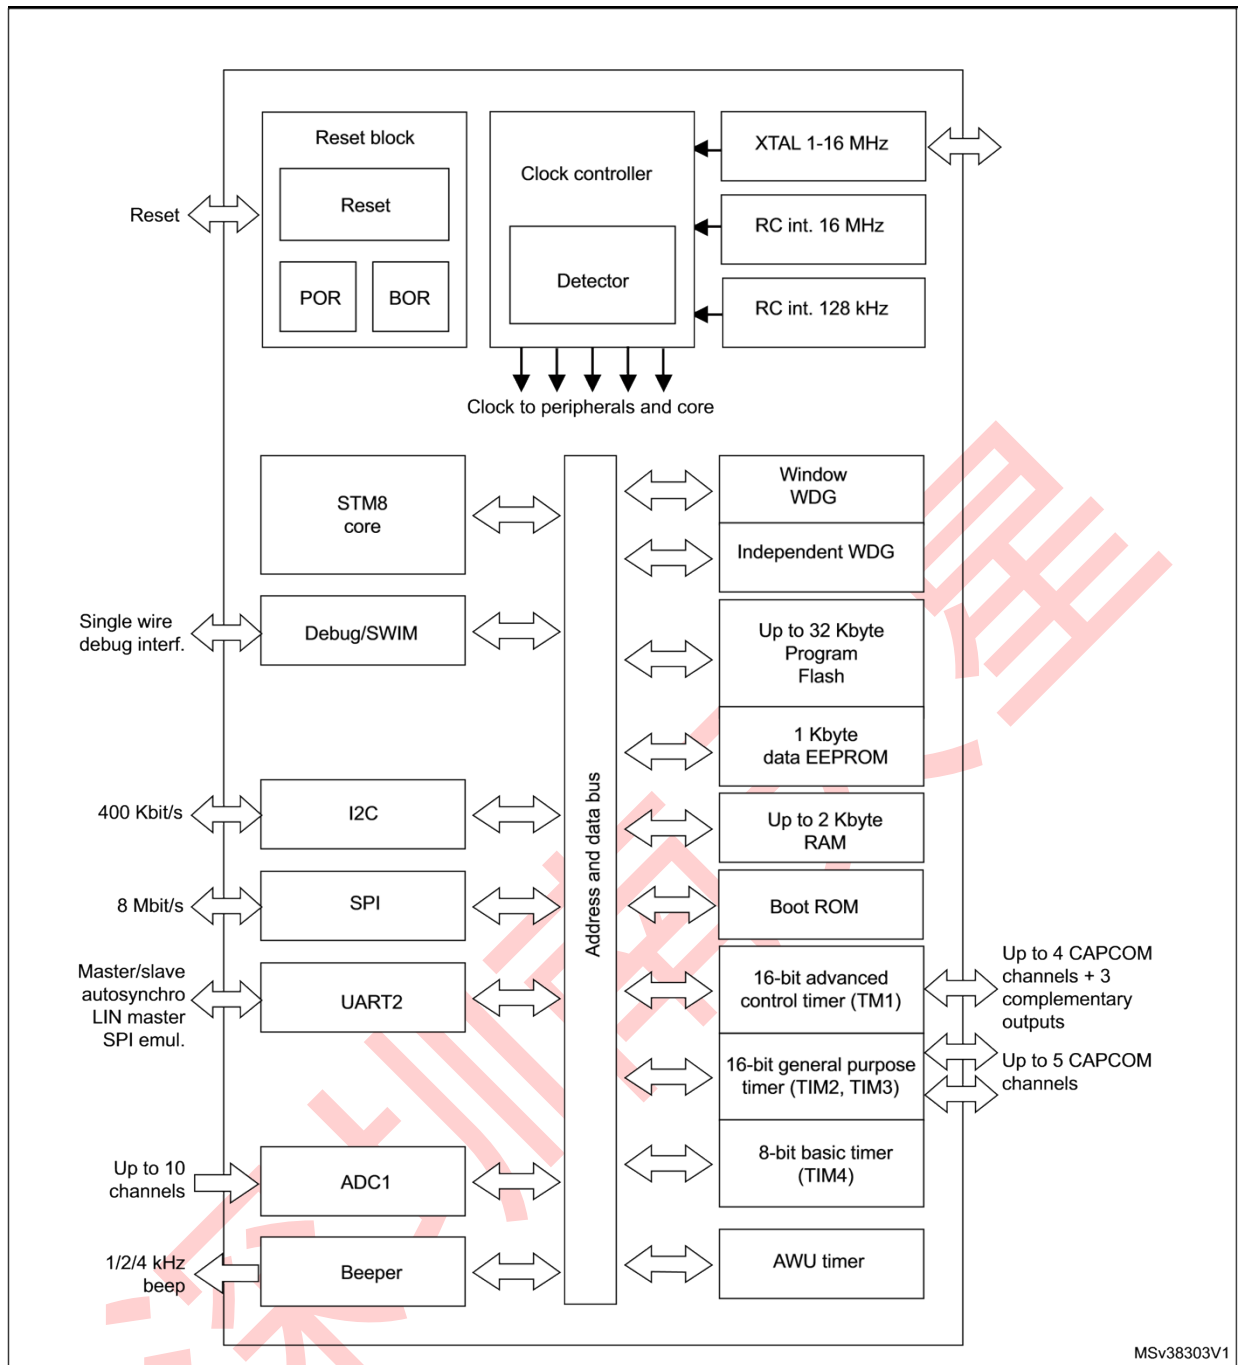 Reset block
Reset
POR
BOR
Reset
Clock controller
Detector
XTAL 1-16 MHz
RC int. 16 MHz
RC int. 128 kHz
Clock to peripherals and core
STM8
core
Single wire
debug interf.
Debug/SWIM
400 Kbit/s
I2C
8 Mbit/s
SPI
Master/slave
autosynchro
LIN master
SPI emul.
UART2
Up to 10
channels
ADC1
1/2/4 kHz
beep
Beeper
Address and data bus
Window
WDG
Independent WDG
Up to 32 Kbyte
Program
Flash
1 Kbyte
data EEPROM
Up to 2 Kbyte
RAM
Boot ROM
16-bit advanced
control timer (TM1)
Up to 4 CAPCOM
channels + 3
complementary
outputs
16-bit general purpose
timer (TIM2, TIM3)
Up to 5 CAPCOM
channels
8-bit basic timer
(TIM4)
AWU timer
MSv38303V1